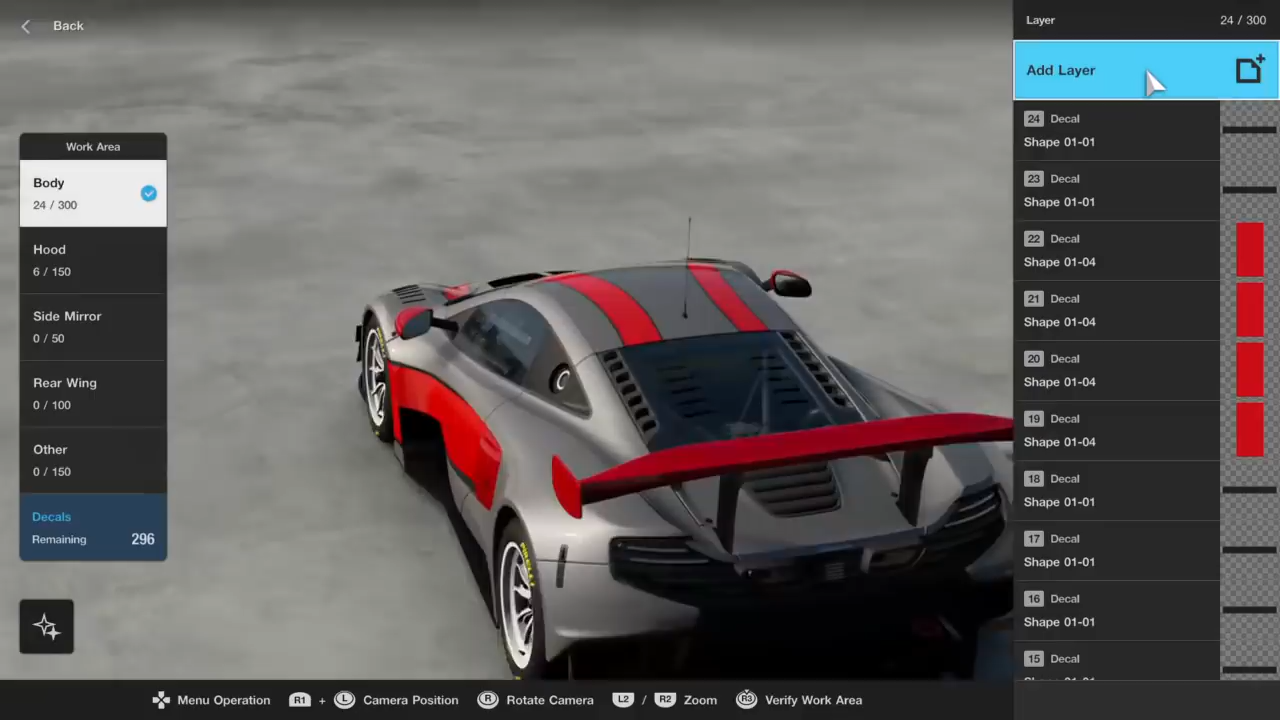 Back
Layer 24 / 300
Add Layer
Work Area
Body
24 / 300
Hood
6 / 150
Side Mirror
0 / 50
Rear Wing
0 / 100
Other
0 / 150
Decals
Remaining 296
24 Decal
Shape 01-01
23 Decal
Shape 01-01
22 Decal
Shape 01-04
21 Decal
Shape 01-04
20 Decal
Shape 01-04
19 Decal
Shape 01-04
18 Decal
Shape 01-01
17 Decal
Shape 01-01
16 Decal
Shape 01-01
15 Decal
PIRELLI
Menu Operation R1 + L Camera Position R Rotate Camera L2 / R2 Zoom R3 Verify Work Area